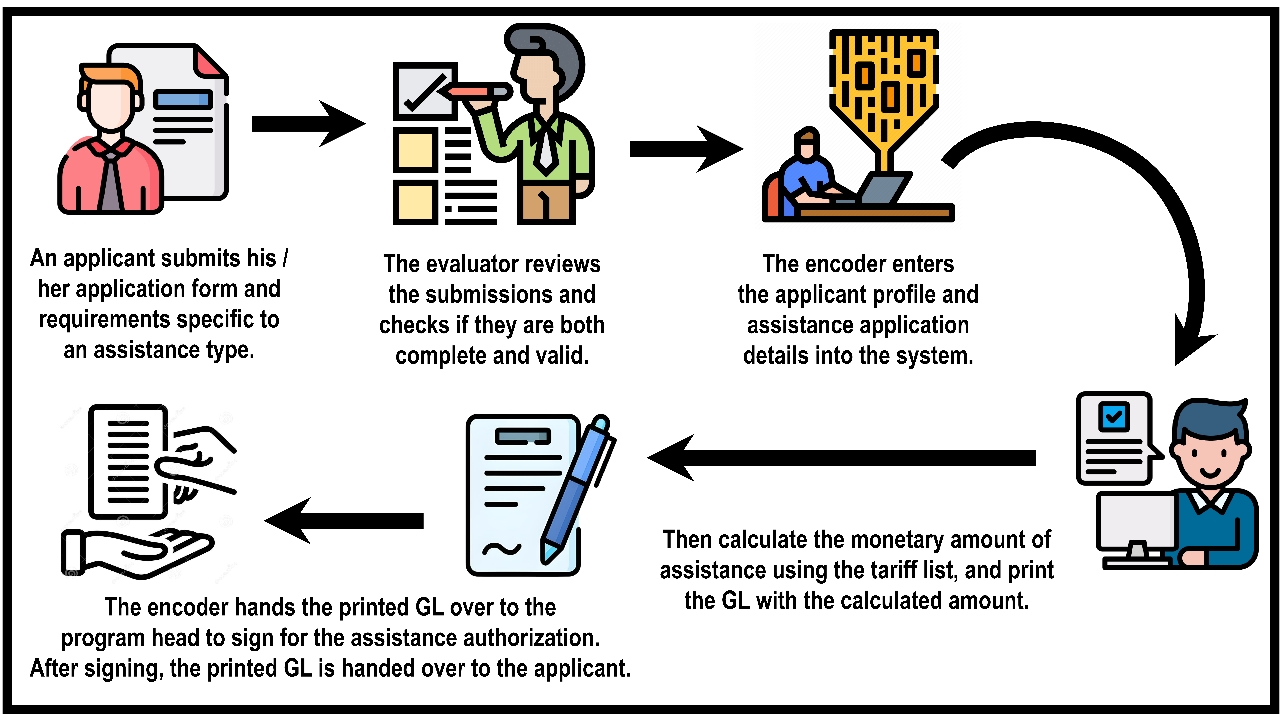 An applicant submits his /
her application form and
requirements specific to
an assistance type.
The evaluator reviews
the submissions and
checks if they are both
complete and valid.
The encoder enters
the applicant profile and
assistance application
details into the system.
Then calculate the monetary amount of
assistance using the tariff list, and print
the GL with the calculated amount.
The encoder hands the printed GL over to the
program head to sign for the assistance authorization.
After signing, the printed GL is handed over to the applicant.